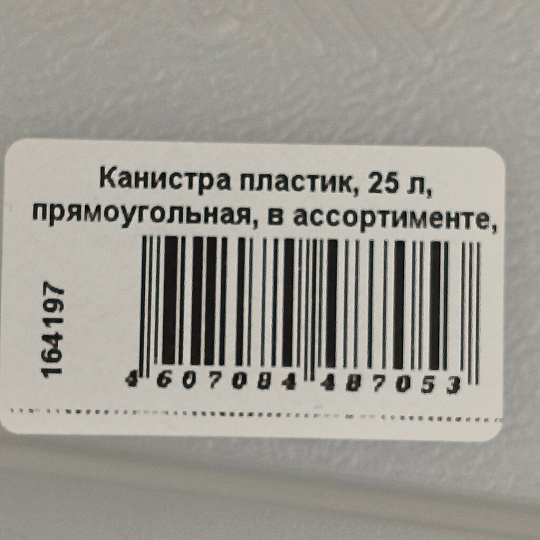 Канистра пластик, 25 л,
прямоугольная, в ассортименте,
164197
4 607084 487053